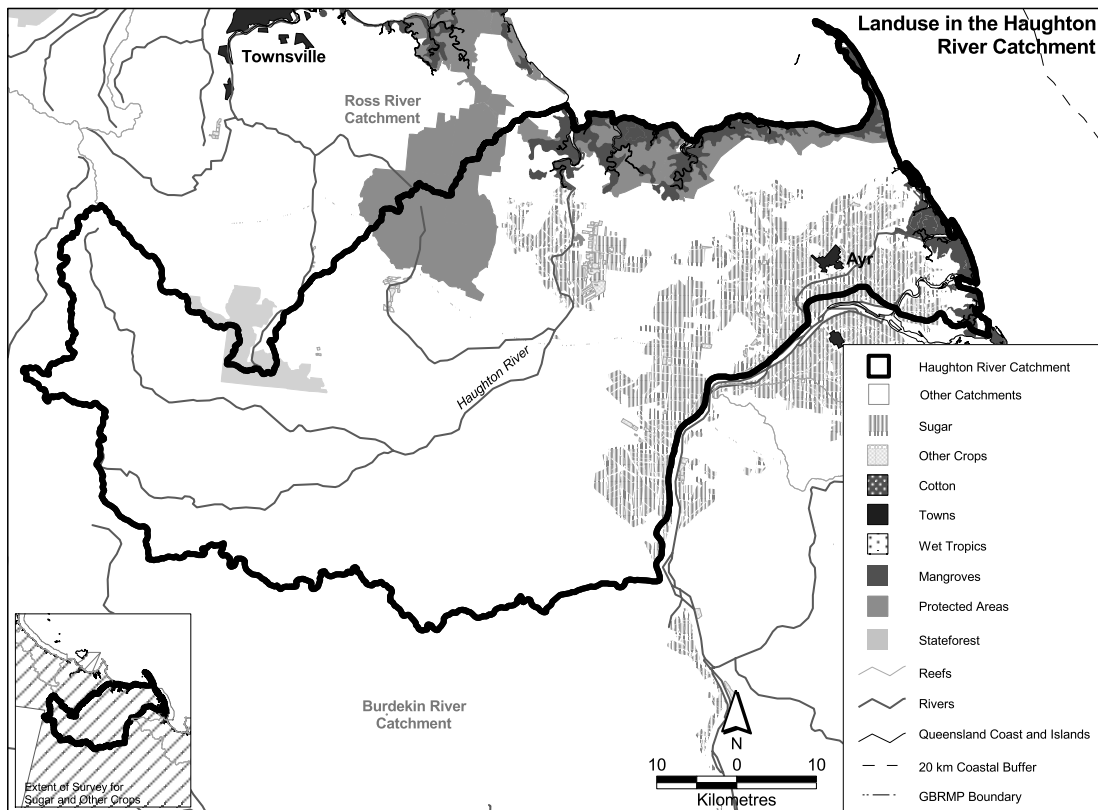 Landuse in the Haughton
River Catchment
Townsville
Ross River
Catchment
Ayr
Haughton River
Burdekin River
Catchment
Haughton River Catchment
Other Catchments
Sugar
Other Crops
Cotton
Towns
Wet Tropics
Mangroves
Protected Areas
Stateforest
Reefs
Rivers
Queensland Coast and Islands
20 km Coastal Buffer
GBRMP Boundary
Extent of Survey for
Sugar and Other Crops
N
10 0 10
Kilometres